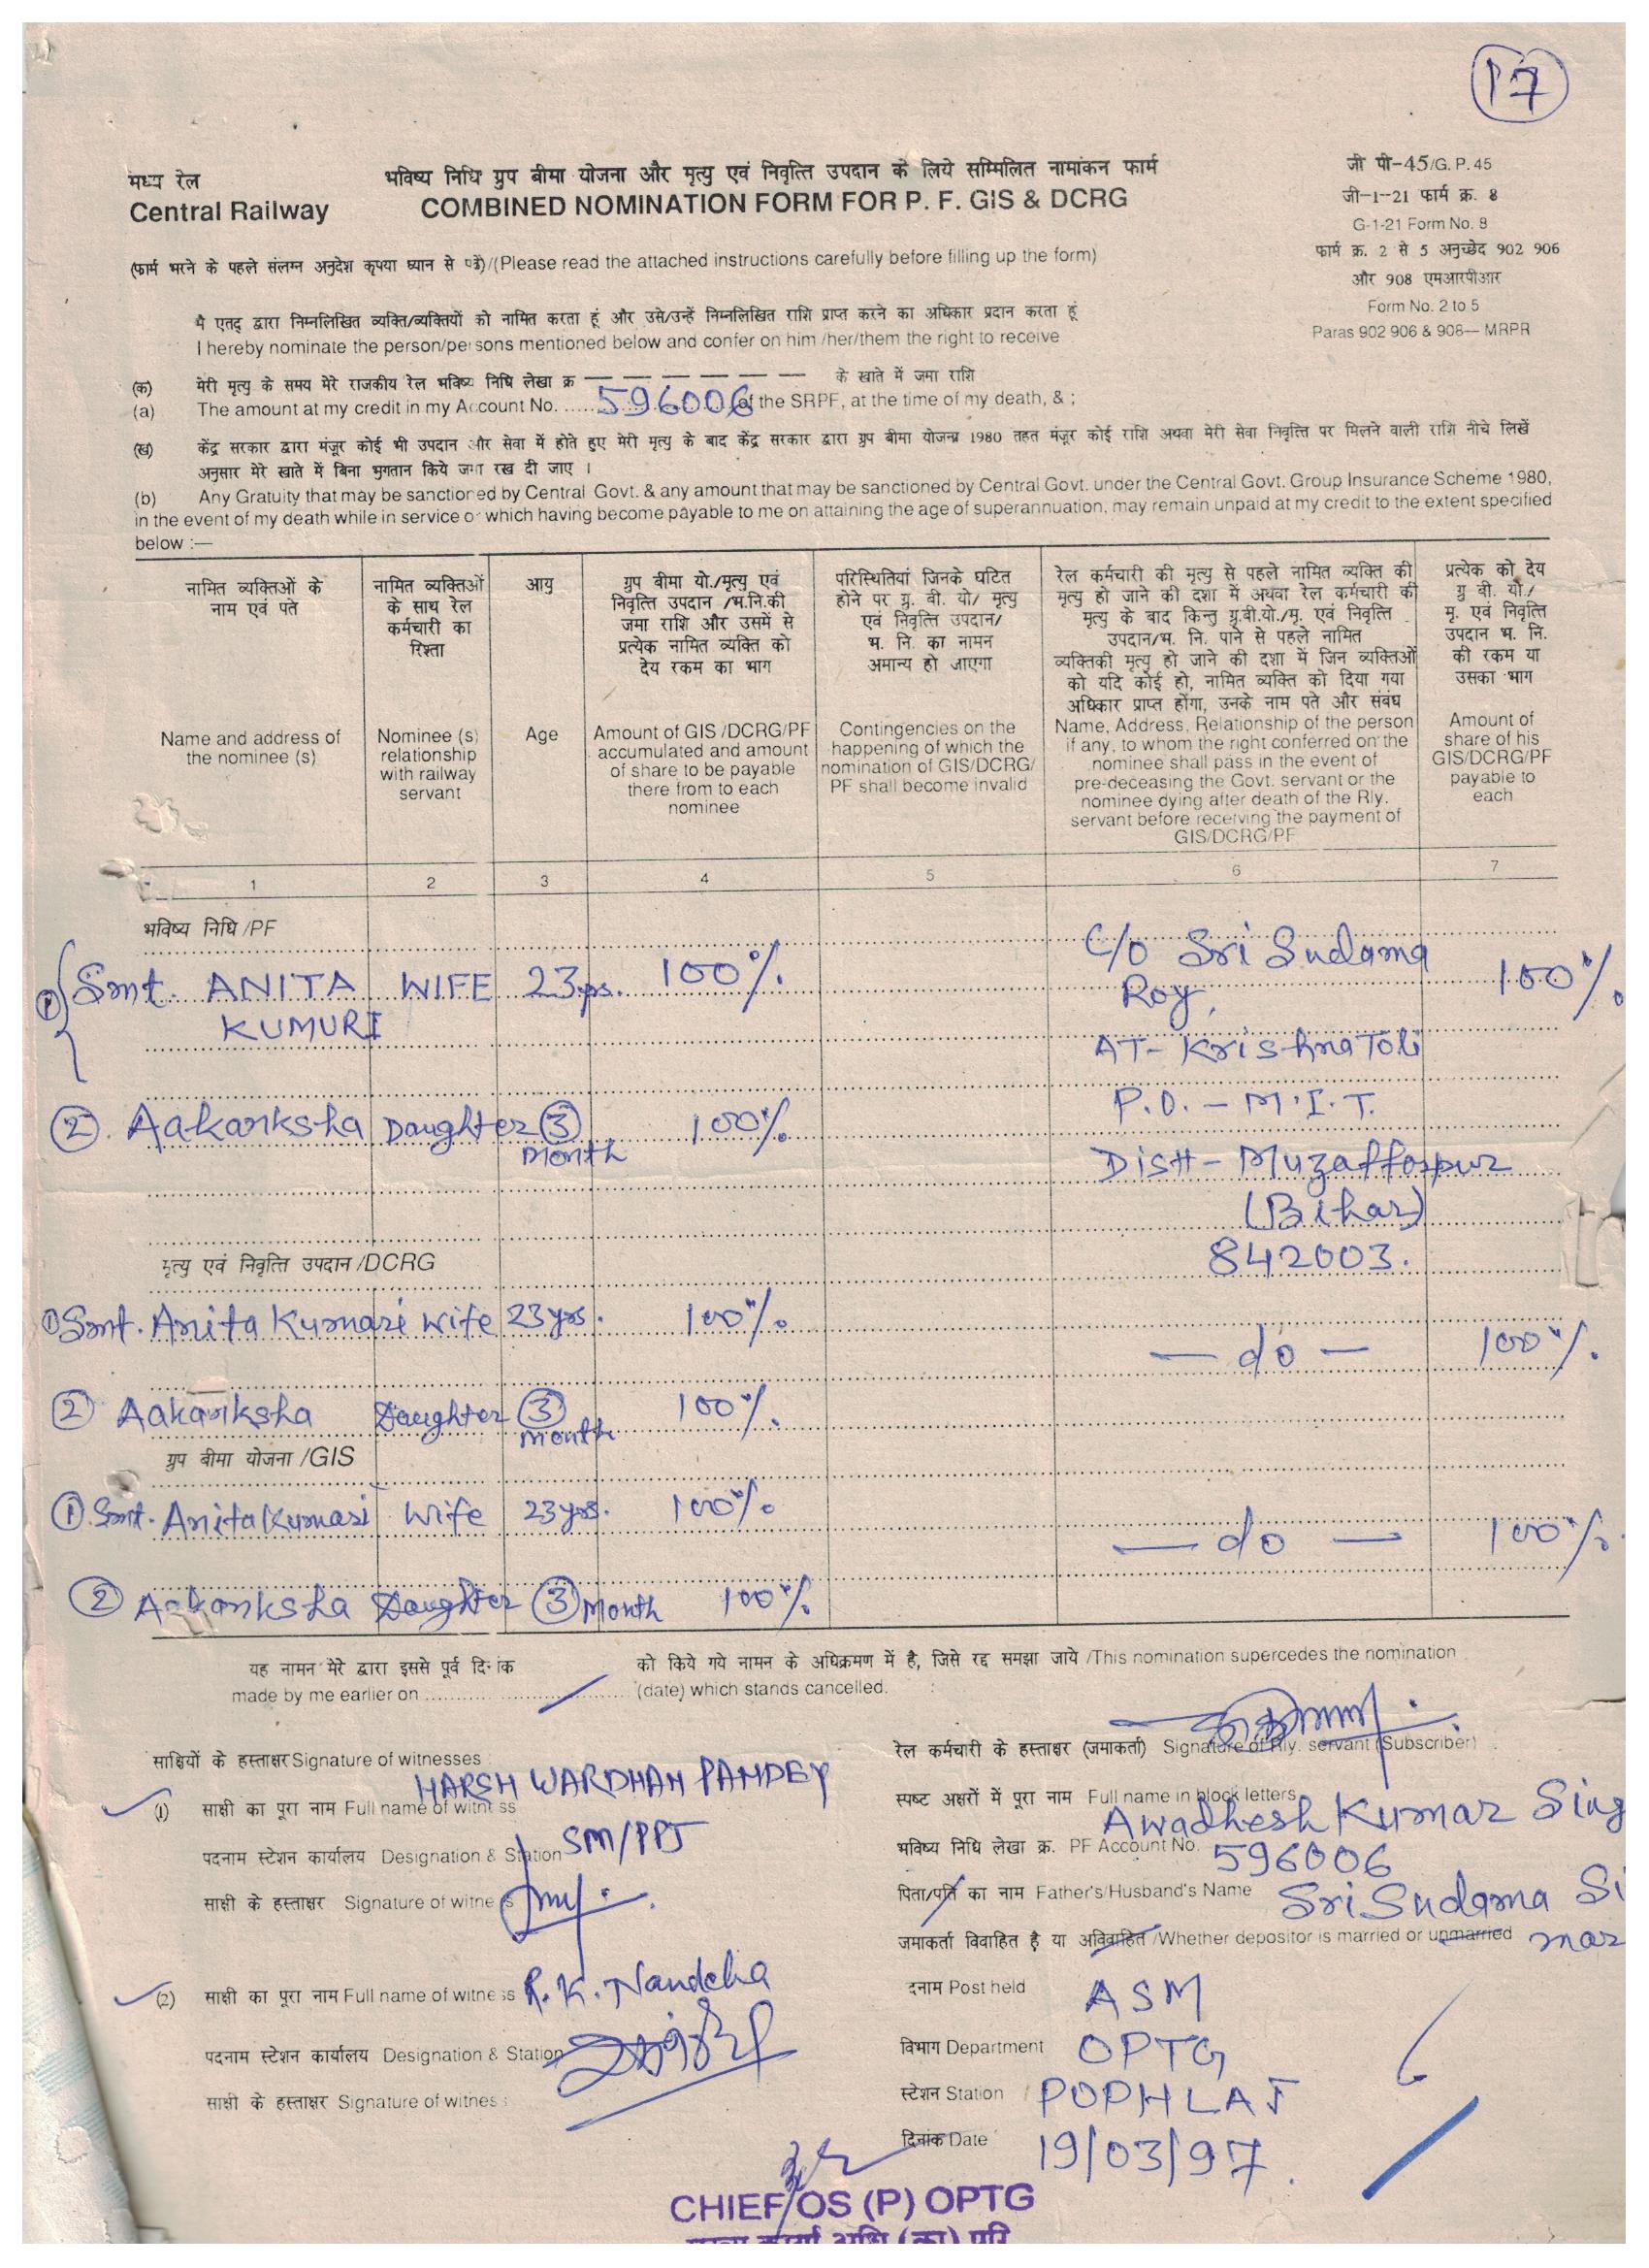 17
मध्य रेल
Central Railway
भविष्य निधि ग्रुप बीमा योजना और मृत्यु एवं निवृत्ति उपदान के लिये सम्मिलित नामांकन फार्म
COMBINED NOMINATION FORM FOR P. F. GIS & DCRG
जी पी-45/G. P. 45
जी-1-21 फार्म क्र. 8
G-1-21 Form No. 8
फार्म क्र. 2 से 5 अनुच्छेद 902 906
और 908 एमआरपीआर
Form No. 2 to 5
Paras 902 906 & 908-- MRPR
(फार्म भरने के पहले संलग्न अनुदेश कृपया ध्यान से पढें)/(Please read the attached instructions carefully before filling up the form)
मै एतद् द्वारा निम्नलिखित व्यक्ति/व्यक्तियों को नामित करता हूं और उसे/उन्हें निम्नलिखित राशि प्राप्त करने का अधिकार प्रदान करता हूं
I hereby nominate the person/persons mentioned below and confer on him /her/them the right to receive
(क) मेरी मृत्यु के समय मेरे राजकीय रेल भविष्य निधि लेखा क्र — — — — — — — के खाते में जमा राशि
(a) The amount at my credit in my Account No. ...... 596006 of the SRPF, at the time of my death, & ;
(ख) केंद्र सरकार द्वारा मंजूर कोई भी उपदान और सेवा में होते हुए मेरी मृत्यु के बाद केंद्र सरकार द्वारा ग्रुप बीमा योजना 1980 तहत मंजूर कोई राशि अथवा मेरी सेवा निवृत्ति पर मिलने वाली राशि नीचे लिखें
अनुसार मेरे खाते में बिना भुगतान किये जमा रख दी जाए ।
(b) Any Gratuity that may be sanctioned by Central Govt. & any amount that may be sanctioned by Central Govt. under the Central Govt. Group Insurance Scheme 1980,
in the event of my death while in service or which having become payable to me on attaining the age of superannuation, may remain unpaid at my credit to the extent specified
below :—
नामित व्यक्तिओं के
नाम एवं पते
नामित व्यक्तिओं
के साथ रेल
कर्मचारी का
रिश्ता
आयु
ग्रुप बीमा यो./मृत्यु एवं
निवृत्ति उपदान /भ.नि.की
जमा राशि और उसमें से
प्रत्येक नामित व्यक्ति को
देय रकम का भाग
परिस्थितियां जिनके घटित
होने पर ग्रु. बी. यो/ मृत्यु
एवं निवृत्ति उपदान/
भ. नि. का नामन
अमान्य हो जाएगा
रेल कर्मचारी की मृत्यु से पहले नामित व्यक्ति की
मृत्यु हो जाने की दशा में अथवा रेल कर्मचारी की
मृत्यु के बाद किन्तु ग्रु.बी.यो./मृ. एवं निवृत्ति
उपदान/भ. नि. पाने से पहले नामित
व्यक्तिकी मृत्यु हो जाने की दशा में जिन व्यक्तिओं
को यदि कोई हो, नामित व्यक्ति को दिया गया
अधिकार प्राप्त होंगा, उनके नाम पते और संबंध
प्रत्येक को देय
ग्रु बी. यो./
मृ. एवं निवृत्ति
उपदान भ. नि.
की रकम या
उसका भाग
Name and address of
the nominee (s)
Nominee (s)
relationship
with railway
servant
Age
Amount of GIS /DCRG/PF
accumulated and amount
of share to be payable
there from to each
nominee
Contingencies on the
happening of which the
nomination of GIS/DCRG/
PF shall become invalid
Name, Address, Relationship of the person
if any, to whom the right conferred on the
nominee shall pass in the event of
pre-deceasing the Govt. servant or the
nominee dying after death of the Rly.
servant before receiving the payment of
GIS/DCRG/PF
Amount of
share of his
GIS/DCRG/PF
payable to
each
1 2 3 4 5 6 7
भविष्य निधि /PF
① Smt. ANITA KUMURI WIFE 23 yrs. 100%
C/O Sri Sudama
Roy,
AT- Krishna Toli
P.O. - M.I.T.
Distt- Muzaffarpur
(Bihar)
842003.
100%
② Aakanksha Daughter ③ month 100%
मृत्यु एवं निवृत्ति उपदान /DCRG
① Smt. Anita Kumari Wife 23 yrs. 100% — do — 100%
② Aakanksha Daughter ③ month 100%
ग्रुप बीमा योजना /GIS
① Smt. Anita Kumari Wife 23 yrs. 100% — do — 100%
② Aakanksha Daughter ③ Month 100%
यह नामन मेरे द्वारा इससे पूर्व दिनांक को किये गये नामन के अधिक्रमण में है, जिसे रद्द समझा जाये /This nomination supercedes the nomination
made by me earlier on .................... (date) which stands cancelled.
साक्षियों के हस्ताक्षर Signature of witnesses
रेल कर्मचारी के हस्ताक्षर (जमाकर्ता) Signature of Rly. servant (Subscriber)
(1) साक्षी का पूरा नाम Full name of witness HARSH WARDHAN PANDEY
स्पष्ट अक्षरों में पूरा नाम Full name in block letters Awadhesh Kumar Sing
पदनाम स्टेशन कार्यालय Designation & Station SM/PPJ
भविष्य निधि लेखा क्र. PF Account No. 596006
साक्षी के हस्ताक्षर Signature of witness
पिता/पति का नाम Father's/Husband's Name Sri Sudama Si
जमाकर्ता विवाहित है या अविवाहित /Whether depositor is married or unmarried mar
(2) साक्षी का पूरा नाम Full name of witness R.K. Nandeha
दनाम Post held ASM
पदनाम स्टेशन कार्यालय Designation & Station
विभाग Department OPTG
साक्षी के हस्ताक्षर Signature of witness
स्टेशन Station POPHLAJ
दिनांक Date 19/03/97.
CHIEF/OS (P) OPTG